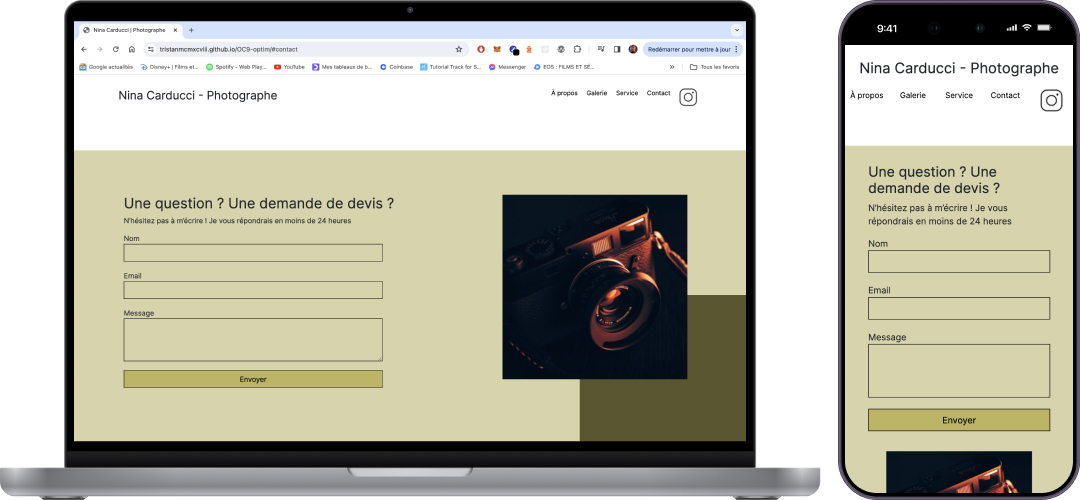 Nina Carducci | Photographe
tristanmcmxcviii.github.io/OC9-optim/#contact
Redémarrer pour mettre à jour
Google actualités
Disney+ | Films et...
Spotify - Web Play...
YouTube
Mes tableaux de b...
Coinbase
Tutorial Track for S...
Messenger
EOS : FILMS ET SÉ...
Tous les favoris
Nina Carducci - Photographe
À propos Galerie Service Contact
Une question ? Une demande de devis ?
N'hésitez pas à m'écrire ! Je vous répondrais en moins de 24 heures
Nom
Email
Message
Envoyer
9:41
Nina Carducci - Photographe
À propos Galerie Service Contact
Une question ? Une
demande de devis ?
N'hésitez pas à m'écrire ! Je vous
répondrais en moins de 24 heures
Nom
Email
Message
Envoyer